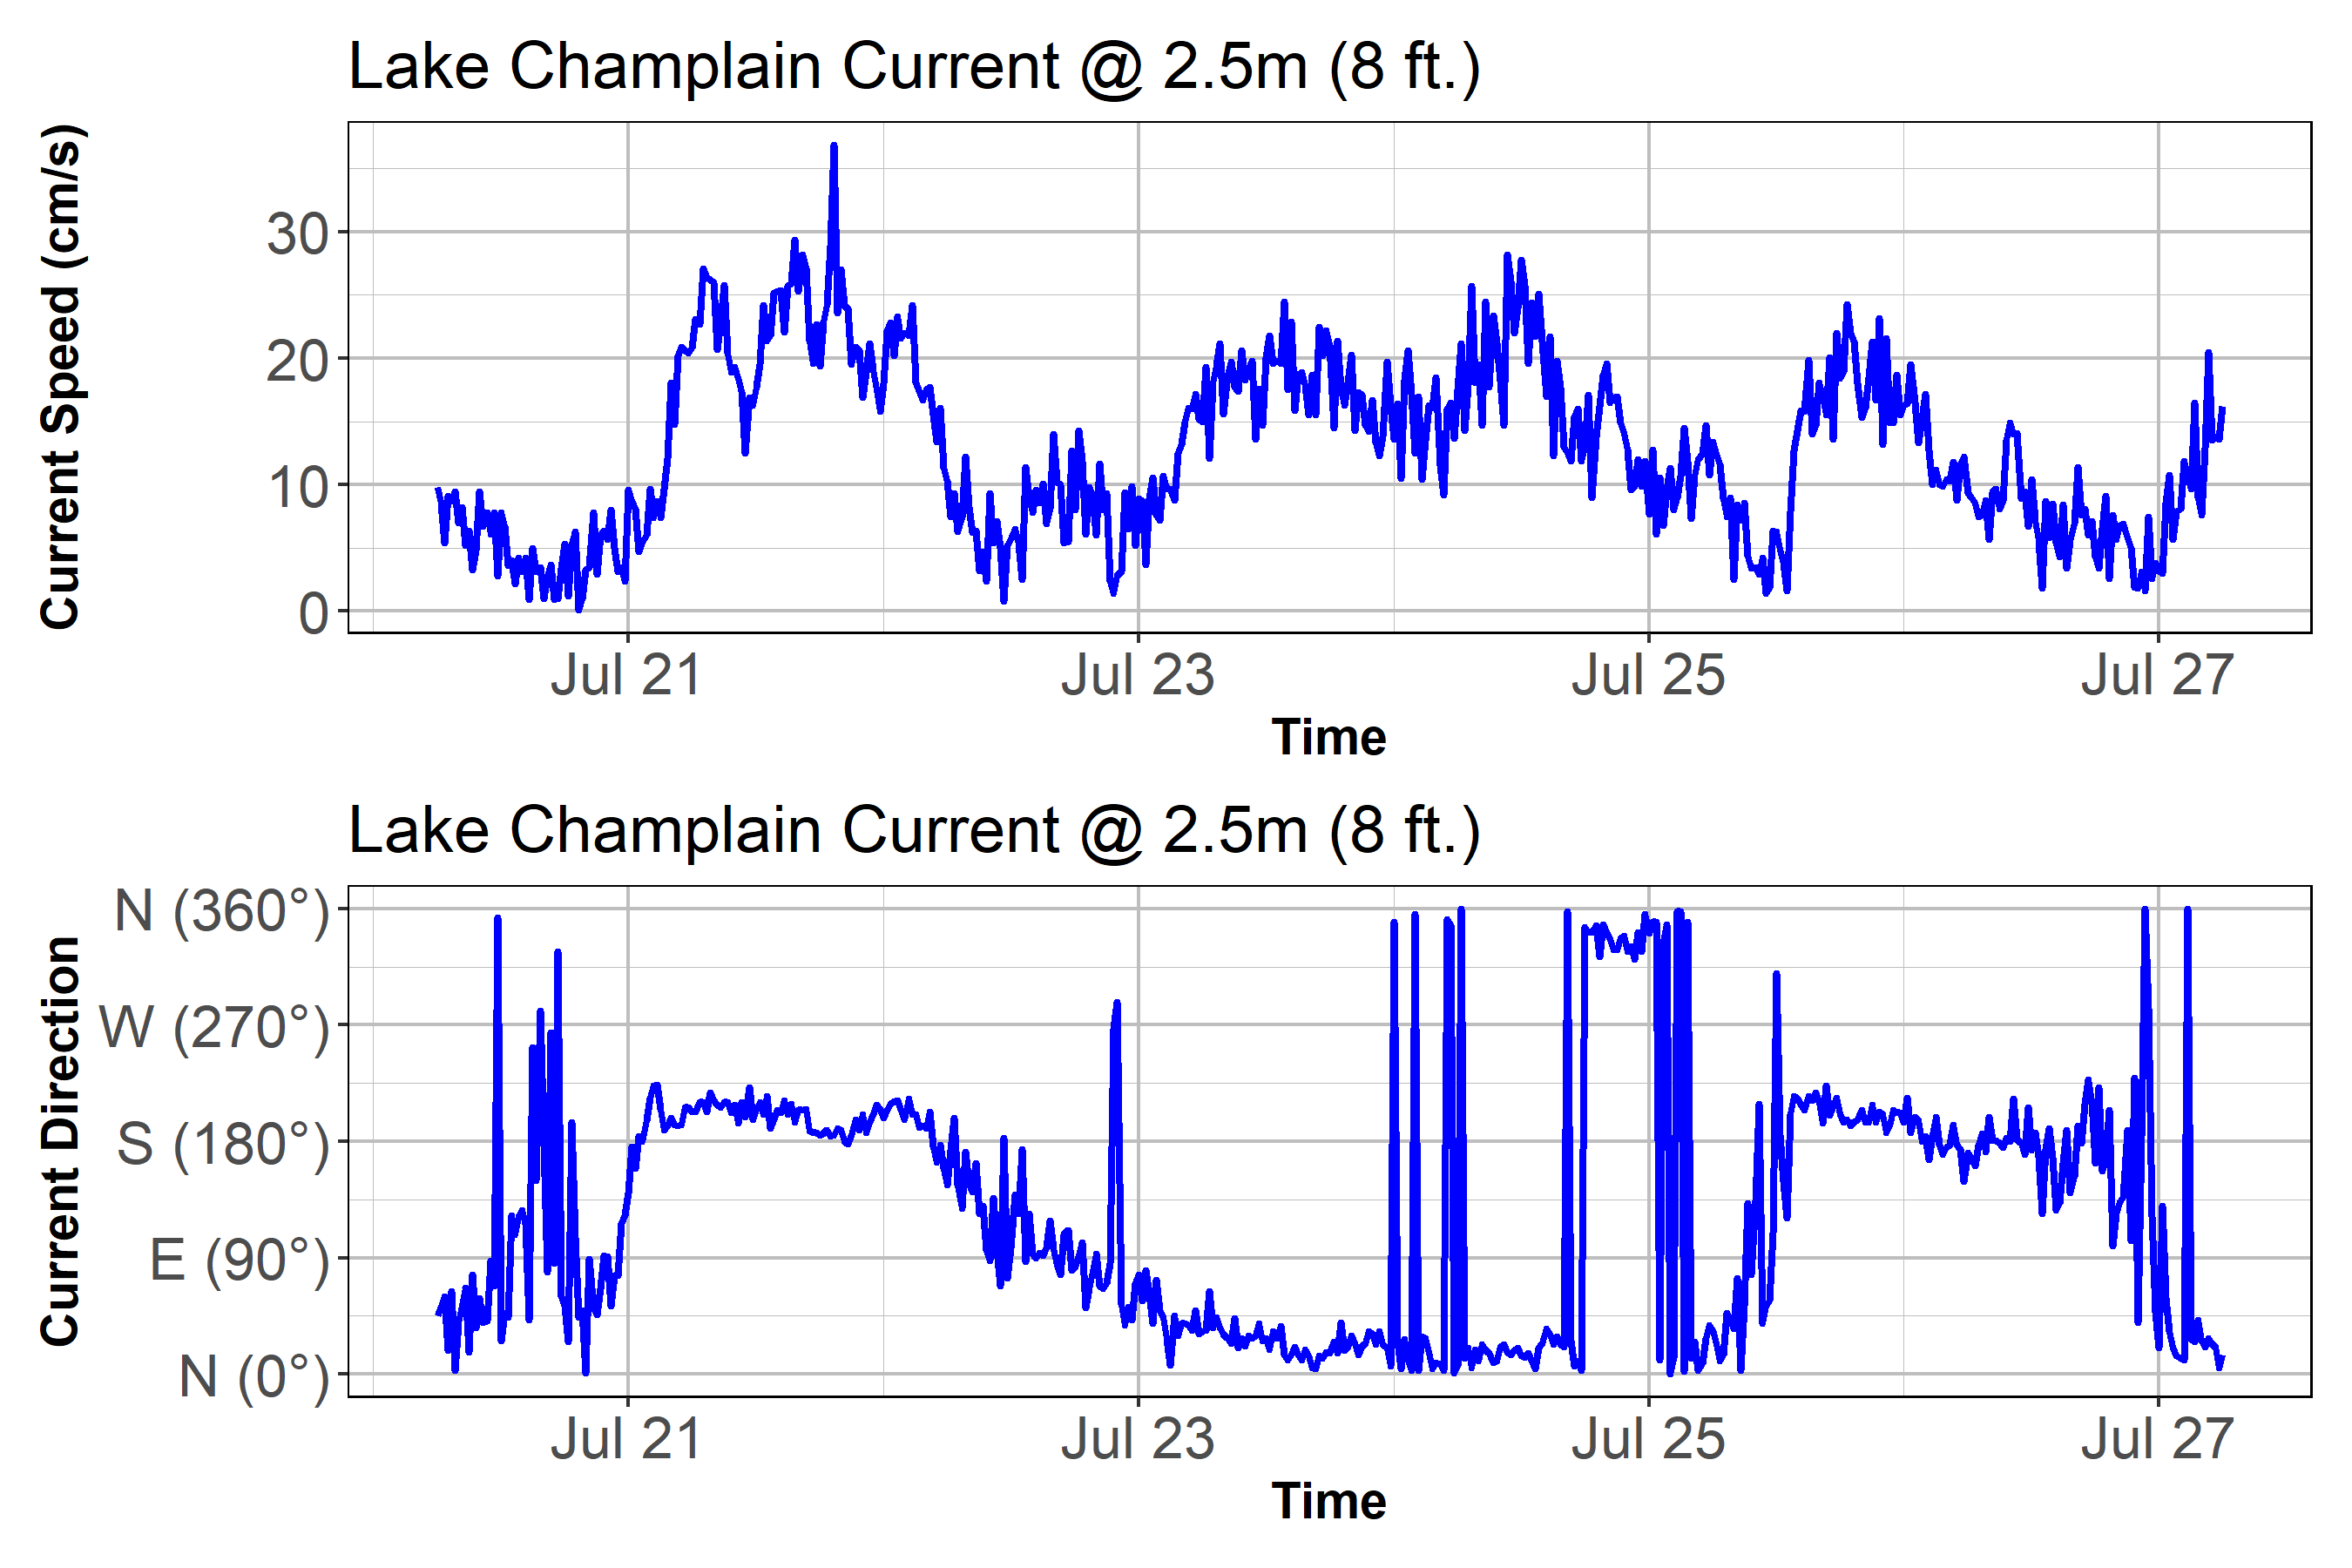 Lake Champlain Current @ 2.5m (8 ft.)
Current Speed (cm/s)
30
20
10
0
Jul 21 Jul 23 Jul 25 Jul 27
Time
Lake Champlain Current @ 2.5m (8 ft.)
Current Direction
N (360°)
W (270°)
S (180°)
E (90°)
N (0°)
Jul 21 Jul 23 Jul 25 Jul 27
Time